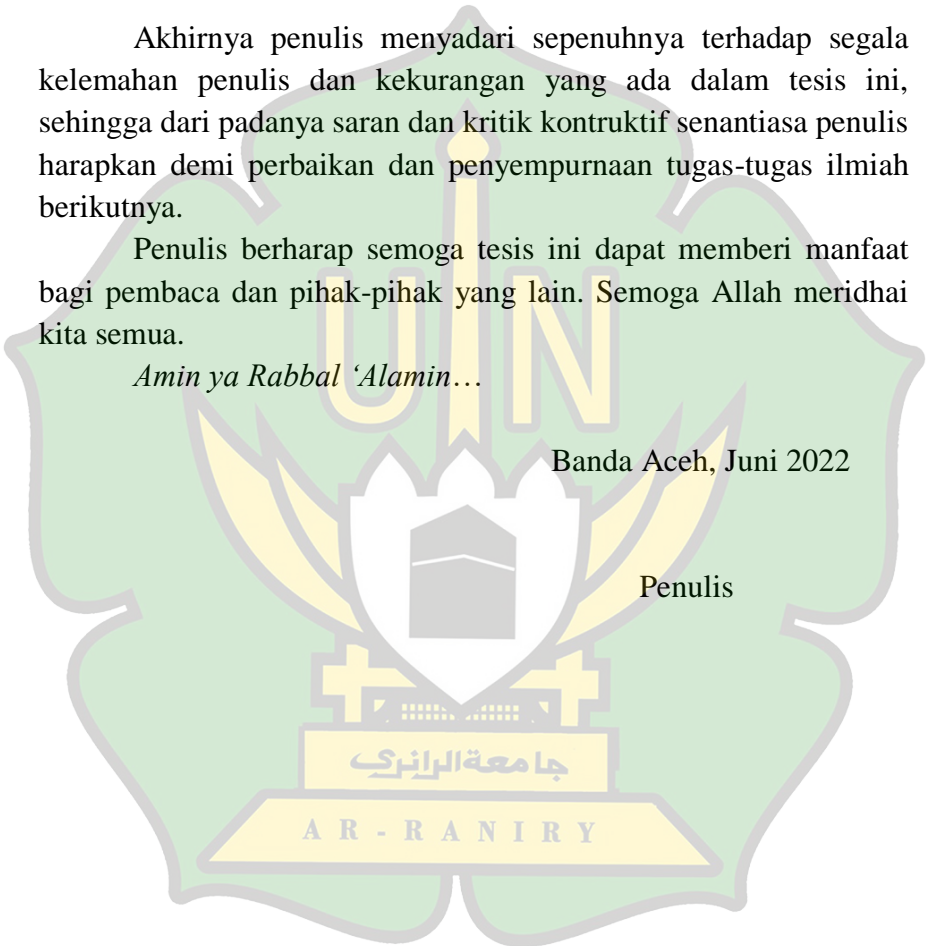 Akhirnya penulis menyadari sepenuhnya terhadap segala
kelemahan penulis dan kekurangan yang ada dalam tesis ini,
sehingga dari padanya saran dan kritik kontruktif senantiasa penulis
harapkan demi perbaikan dan penyempurnaan tugas-tugas ilmiah
berikutnya.
Penulis berharap semoga tesis ini dapat memberi manfaat
bagi pembaca dan pihak-pihak yang lain. Semoga Allah meridhai
kita semua.
Amin ya Rabbal ‘Alamin…
Banda Aceh, Juni 2022
Penulis
UIN
جامعة الرانري
AR-RANIRY